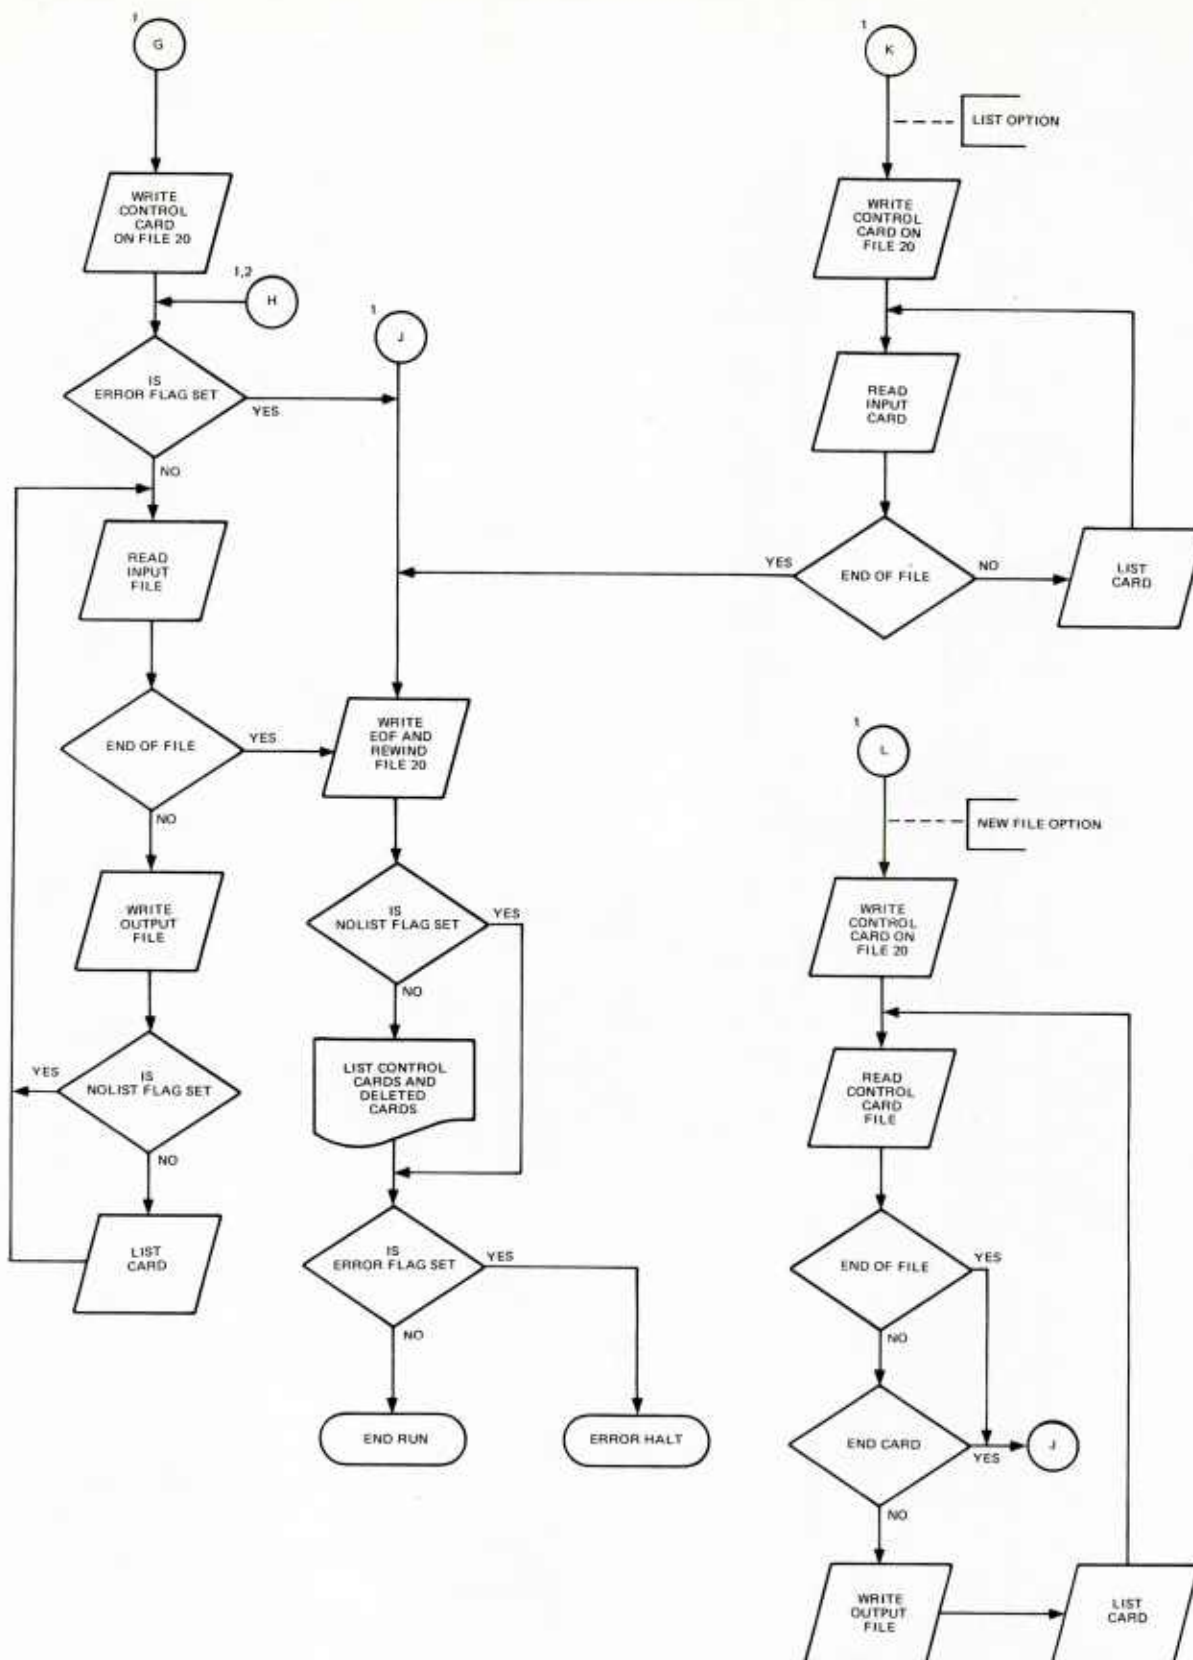 1
G
WRITE
CONTROL
CARD
ON FILE 20
1,2
H
IS
ERROR FLAG SET
YES
NO
READ
INPUT
FILE
END OF FILE
YES
NO
WRITE
OUTPUT
FILE
IS
NOLIST FLAG SET
YES
NO
LIST
CARD
1
J
WRITE
EOF AND
REWIND
FILE 20
IS
NOLIST FLAG SET
YES
NO
LIST CONTROL
CARDS AND
DELETED
CARDS
IS
ERROR FLAG SET
YES
NO
END RUN
ERROR HALT
1
K
LIST OPTION
WRITE
CONTROL
CARD ON
FILE 20
READ
INPUT
CARD
END OF FILE
YES
NO
LIST
CARD
1
L
NEW FILE OPTION
WRITE
CONTROL
CARD ON
FILE 20
READ
CONTROL
CARD
FILE
END OF FILE
YES
NO
END CARD
YES
J
NO
WRITE
OUTPUT
FILE
LIST
CARD